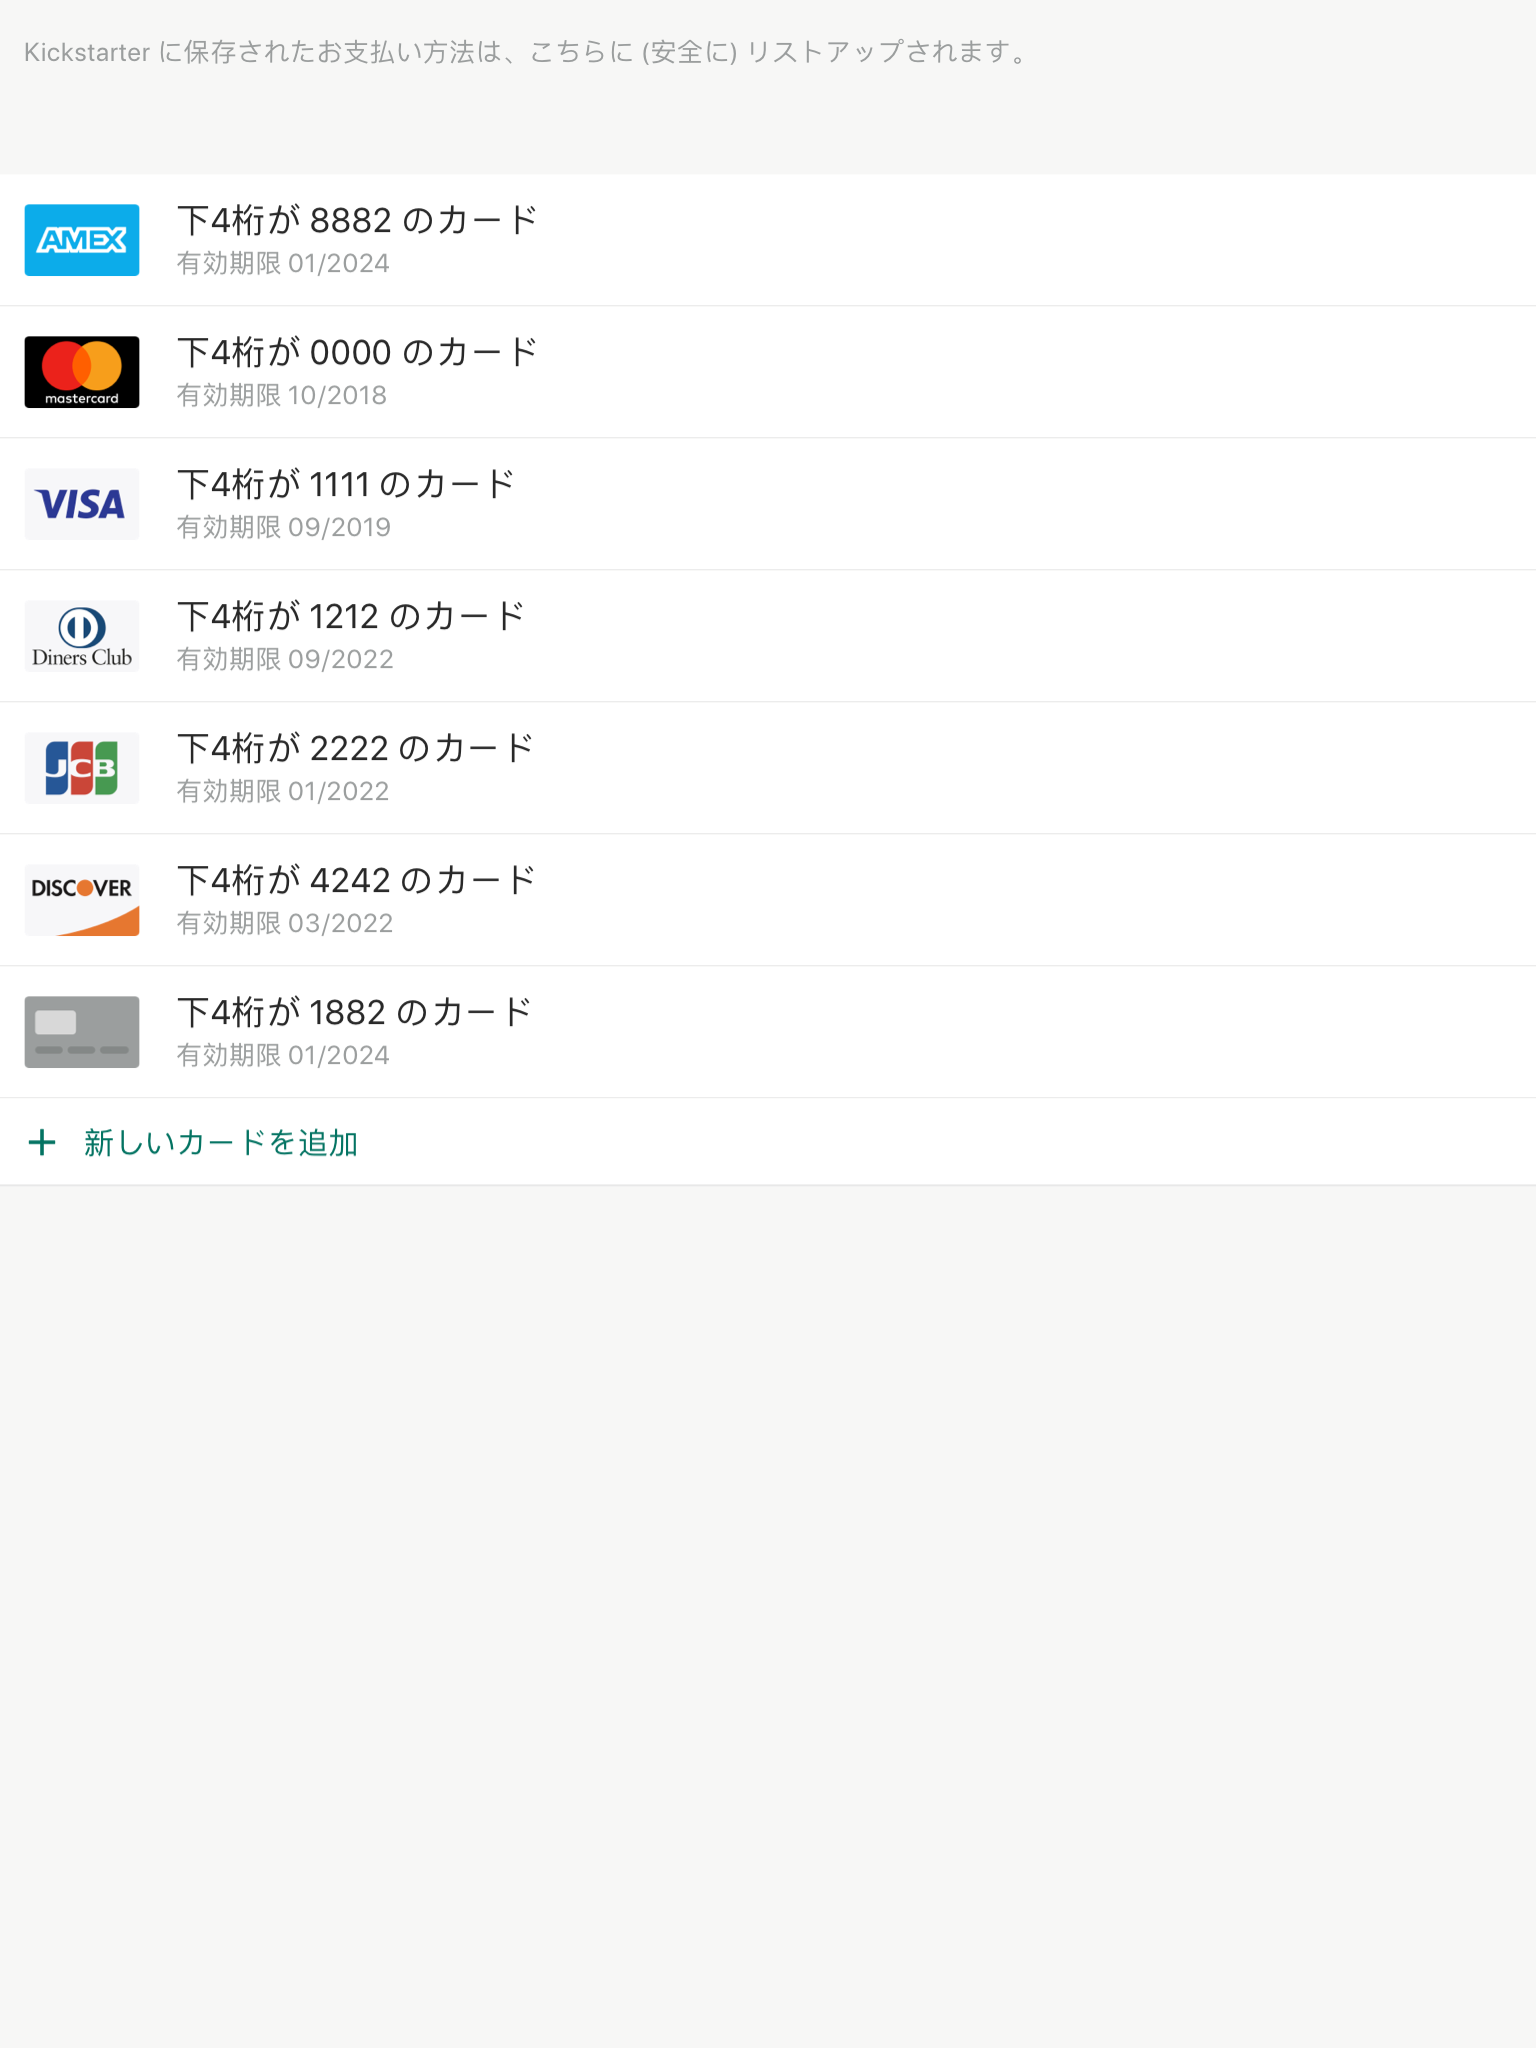 Kickstarter に保存されたお支払い方法は、こちらに (安全に) リストアップされます。
AMEX
下4桁が 8882 のカード
有効期限 01/2024
mastercard
下4桁が 0000 のカード
有効期限 10/2018
VISA
下4桁が 1111 のカード
有効期限 09/2019
Diners Club
下4桁が 1212 のカード
有効期限 09/2022
JCB
下4桁が 2222 のカード
有効期限 01/2022
DISCOVER
下4桁が 4242 のカード
有効期限 03/2022
下4桁が 1882 のカード
有効期限 01/2024
+ 新しいカードを追加